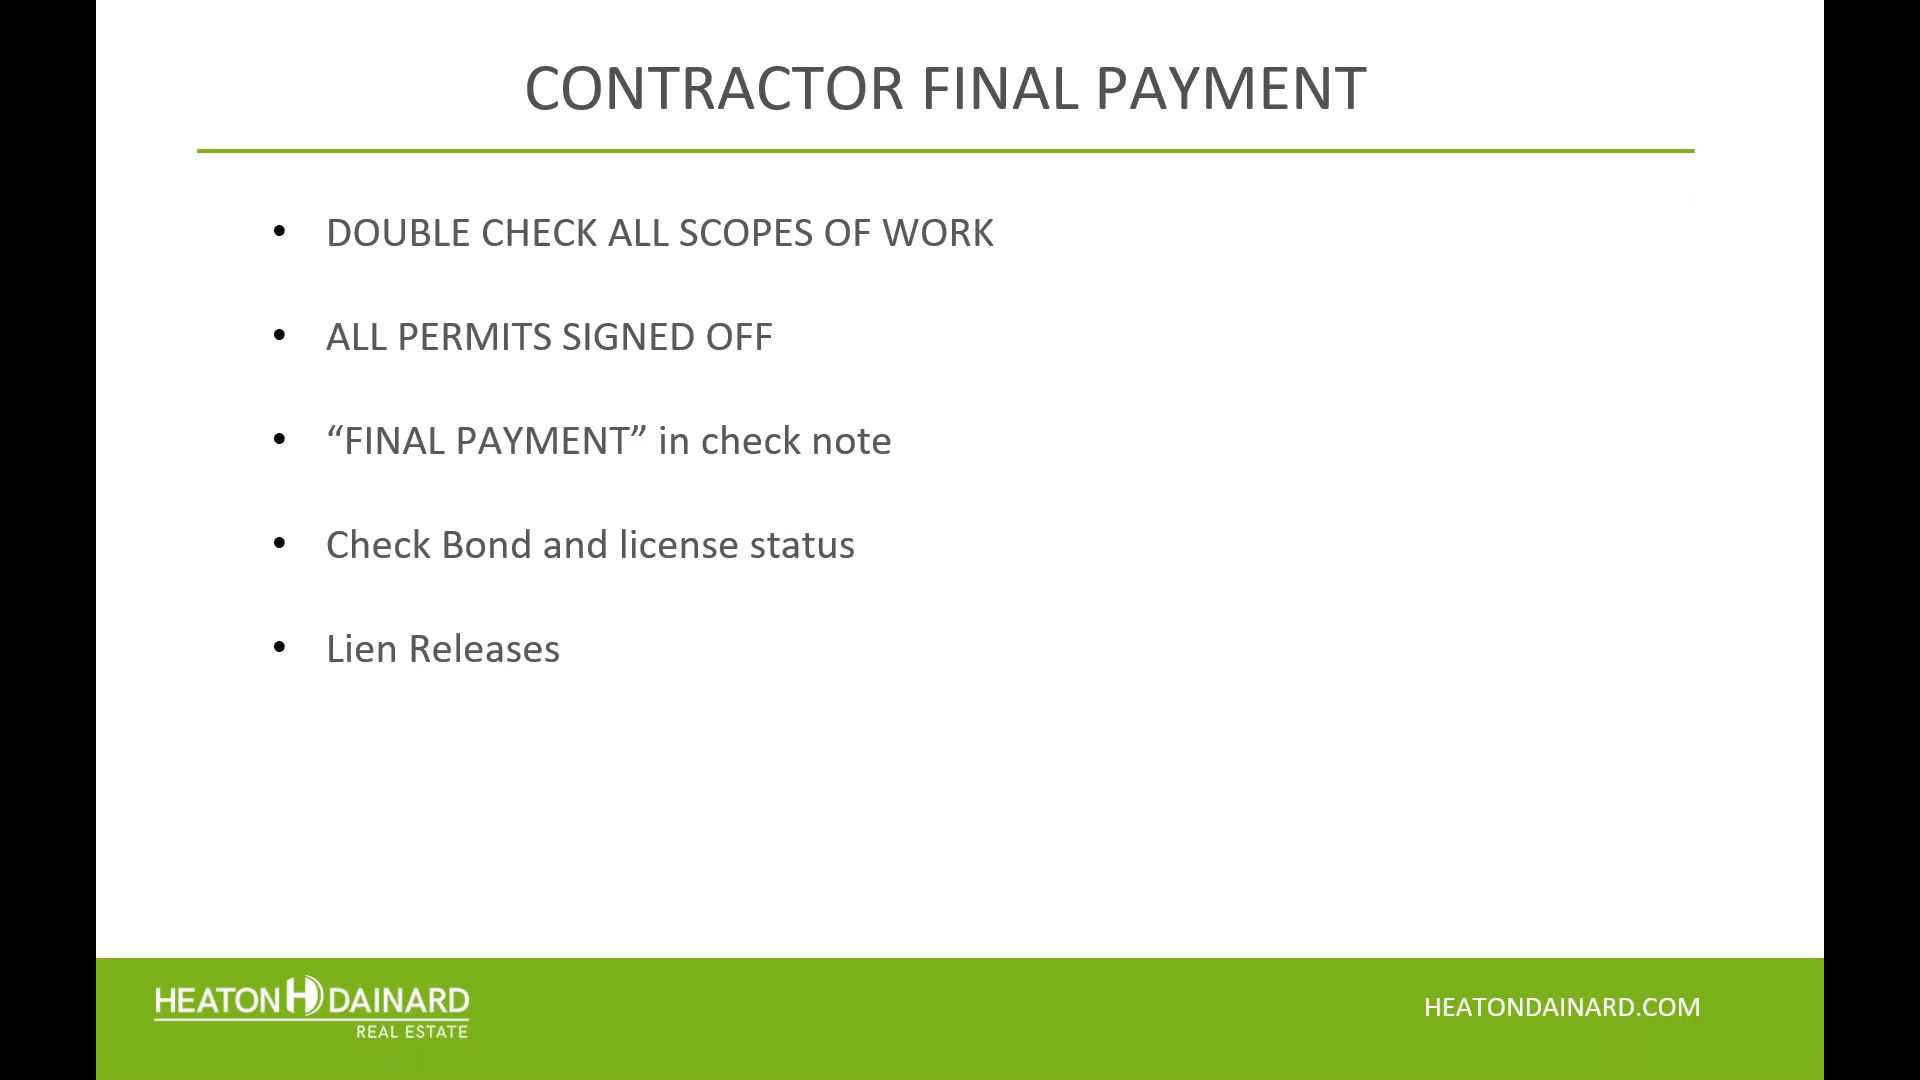 CONTRACTOR FINAL PAYMENT
• DOUBLE CHECK ALL SCOPES OF WORK
• ALL PERMITS SIGNED OFF
• “FINAL PAYMENT” in check note
• Check Bond and license status
• Lien Releases
HEATON HD DAINARD
REAL ESTATE
HEATONDAINARD.COM